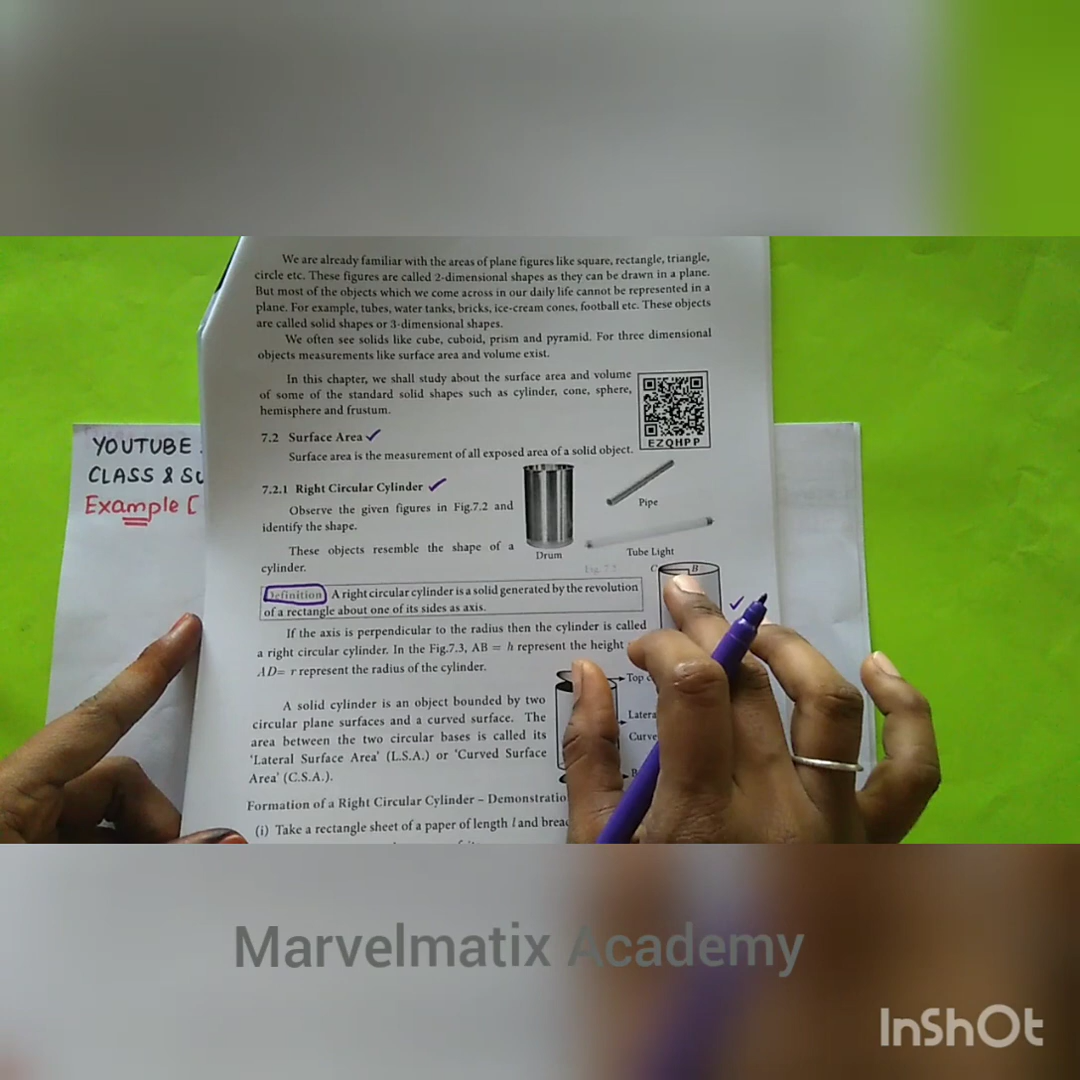 We are already familiar with the areas of plane figures like square, rectangle, triangle,
circle etc. These figures are called 2-dimensional shapes as they can be drawn in a plane.
But most of the objects which we come across in our daily life cannot be represented in a
plane. For example, tubes, water tanks, bricks, ice-cream cones, football etc. These objects
are called solid shapes or 3-dimensional shapes.
We often see solids like cube, cuboid, prism and pyramid. For three dimensional
objects measurements like surface area and volume exist.
In this chapter, we shall study about the surface area and volume
of some of the standard solid shapes such as cylinder, cone, sphere,
hemisphere and frustum.
EZQHPP
7.2 Surface Area
Surface area is the measurement of all exposed area of a solid object.
7.2.1 Right Circular Cylinder
Observe the given figures in Fig.7.2 and
identify the shape.
These objects resemble the shape of a
cylinder.
Drum
Pipe
Tube Light
Fig. 7.2
C
B
Definition A right circular cylinder is a solid generated by the revolution
of a rectangle about one of its sides as axis.
If the axis is perpendicular to the radius then the cylinder is called
a right circular cylinder. In the Fig.7.3, AB = h represent the height
AD= r represent the radius of the cylinder.
A solid cylinder is an object bounded by two
circular plane surfaces and a curved surface. The
area between the two circular bases is called its
'Lateral Surface Area' (L.S.A.) or 'Curved Surface
Area' (C.S.A.).
Top
Latera
Curve
B
Formation of a Right Circular Cylinder – Demonstratio
(i) Take a rectangle sheet of a paper of length l and brea
YOUTUBE
CLASS & SU
Example [
Marvelmatix Academy
InShOt